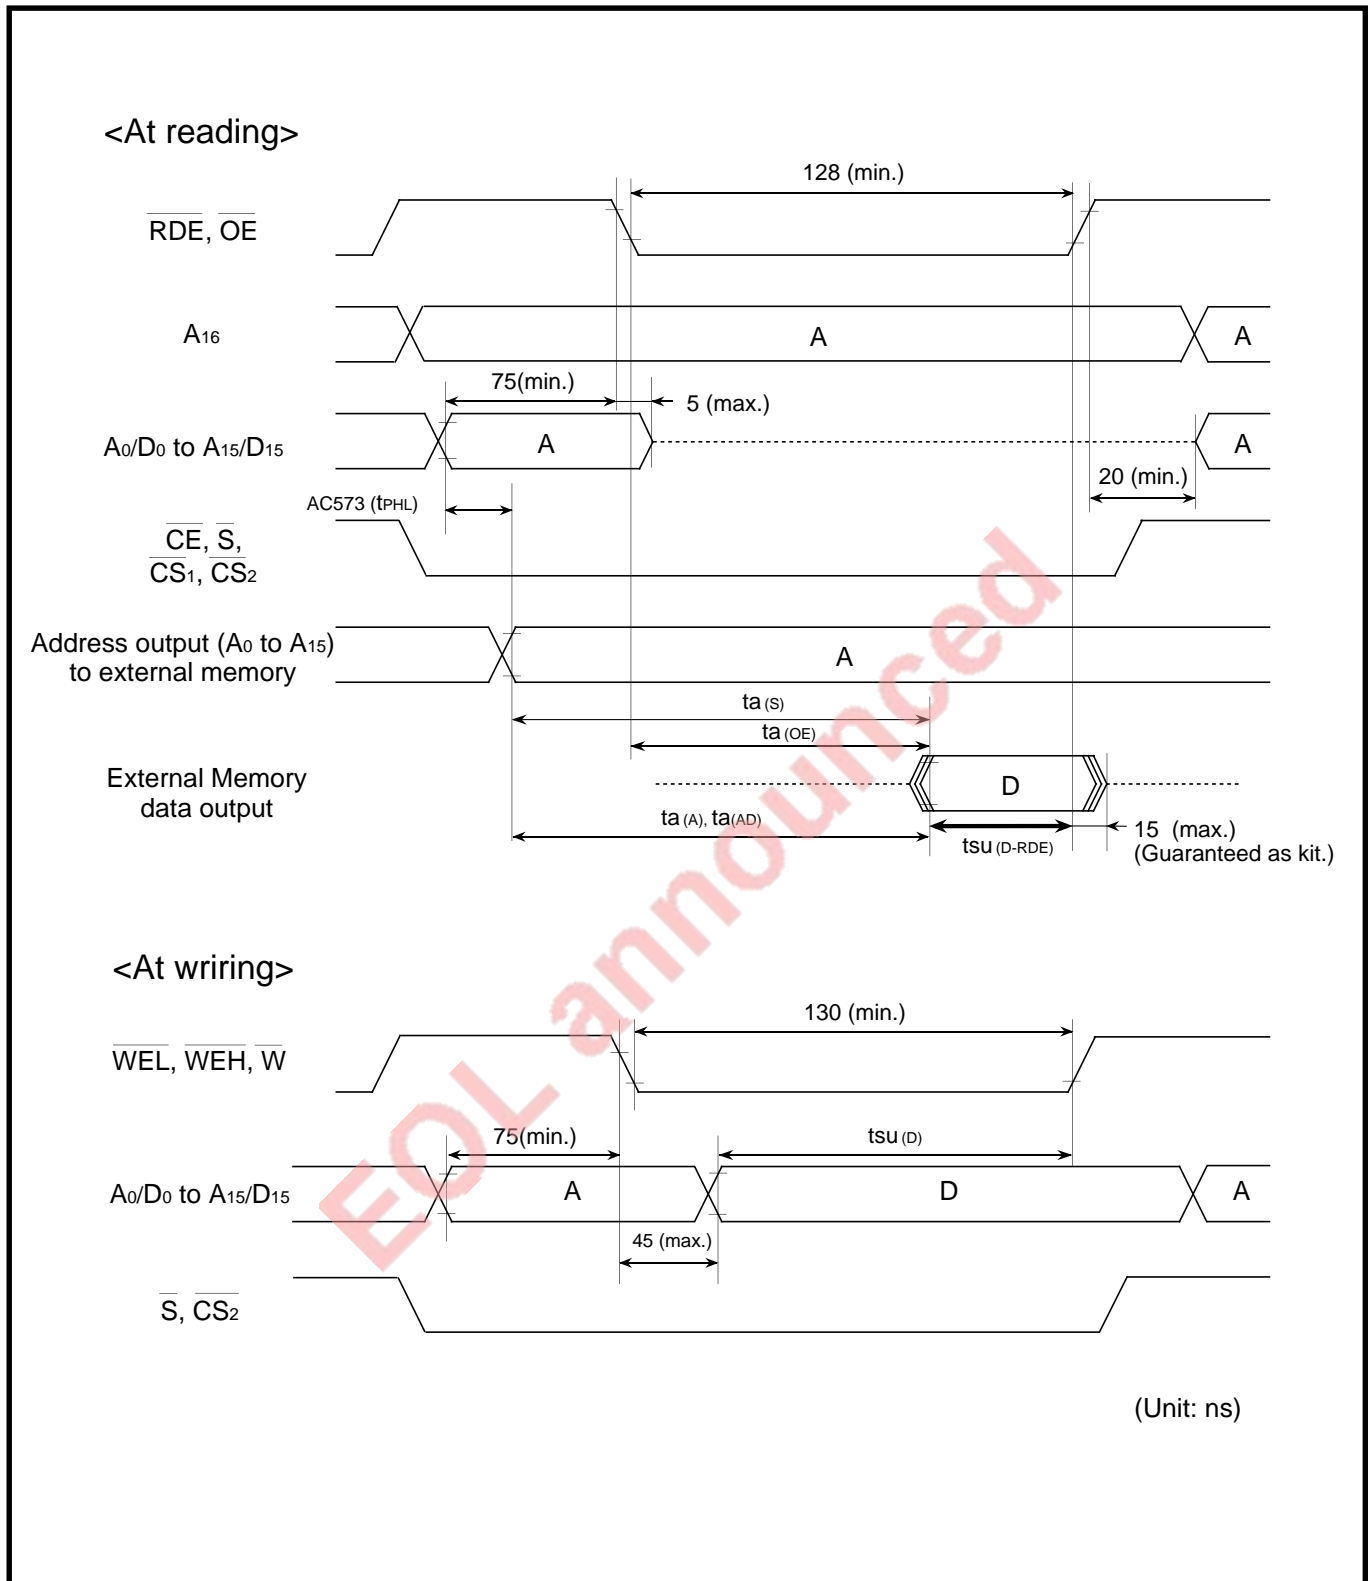 <At reading>
128 (min.)
RDE, OE
A16
A
A
75(min.)
5 (max.)
A0/D0 to A15/D15
A
A
20 (min.)
AC573 (tPHL)
CE, S,
CS1, CS2
Address output (A0 to A15)
to external memory
A
ta (S)
ta (OE)
External Memory
data output
D
ta (A), ta(AD)
tsu (D-RDE)
15 (max.)
(Guaranteed as kit.)
<At wriring>
130 (min.)
WEL, WEH, W
75(min.)
tsu (D)
A0/D0 to A15/D15
A
D
A
45 (max.)
S, CS2
(Unit: ns)
EOL announced